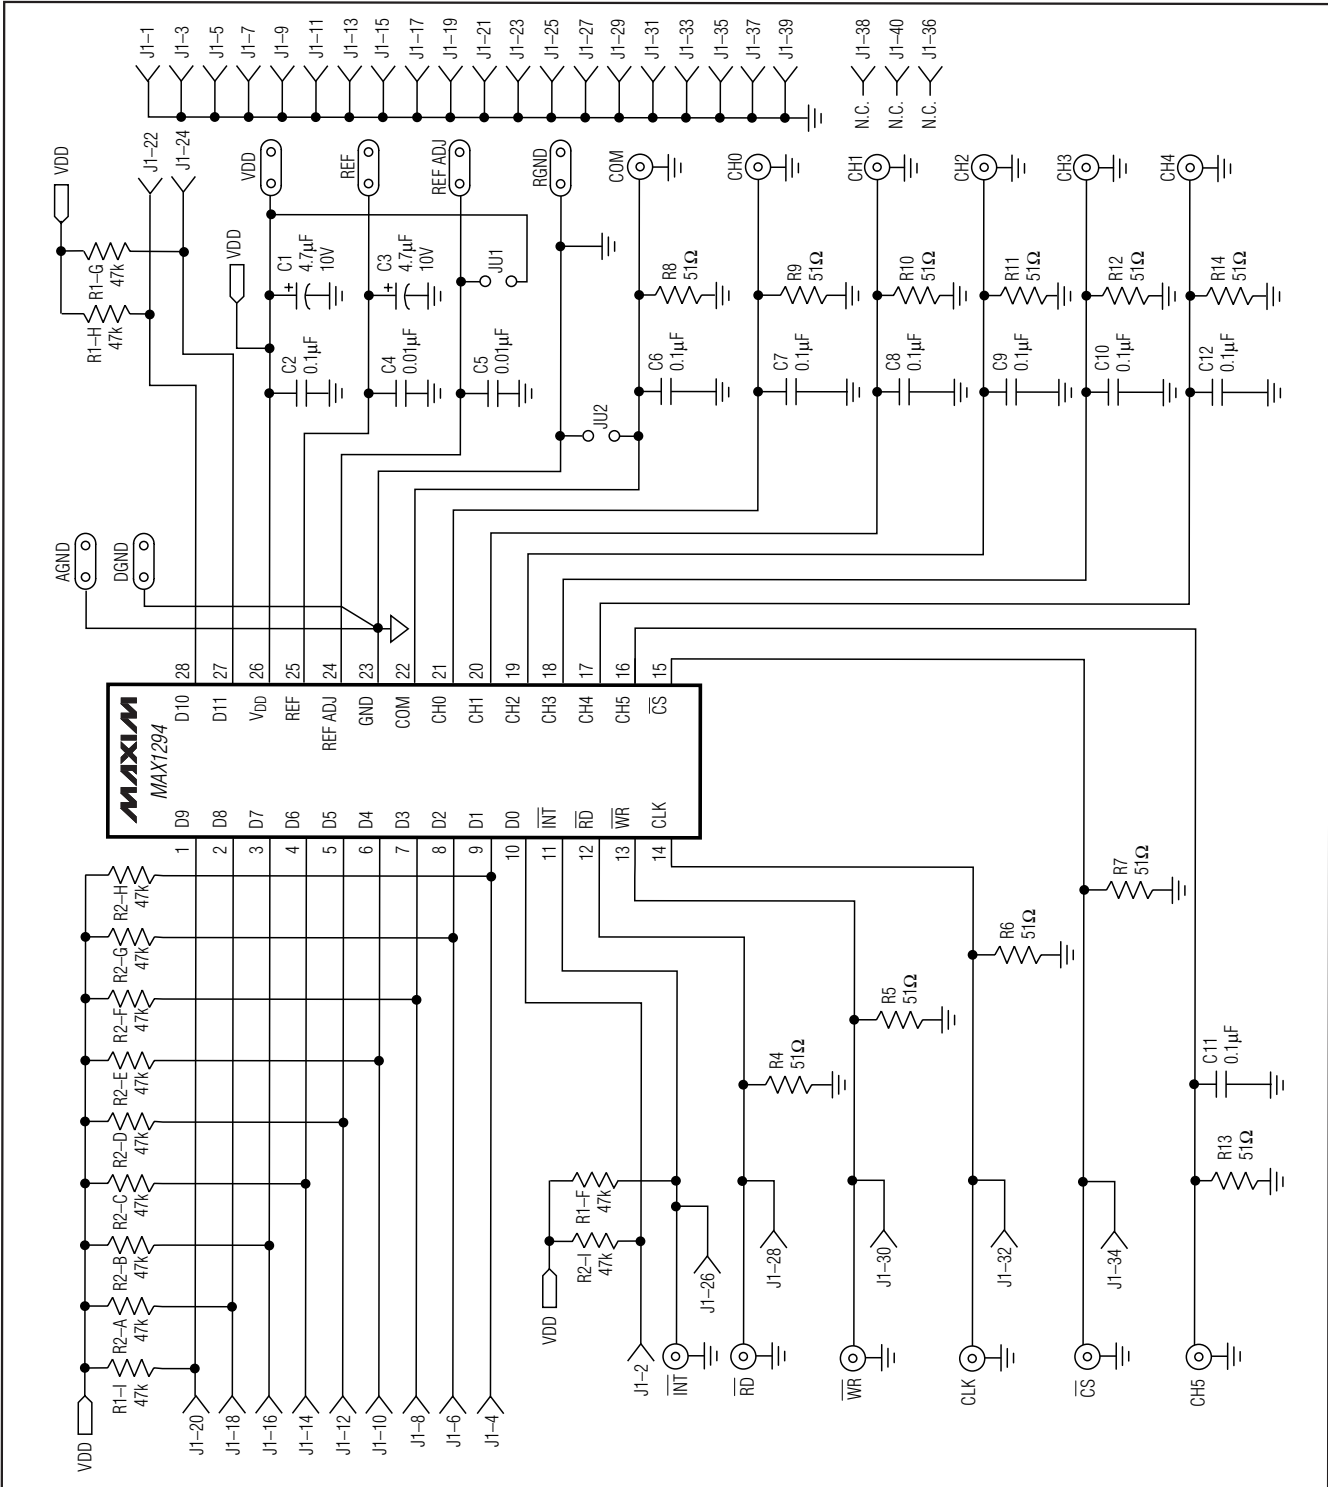 J1–1
J1–3
J1–5
J1–7
J1–9
J1–11
J1–13
J1–15
J1–17
J1–19
J1–21
J1–23
J1–25
J1–27
J1–29
J1–31
J1–33
J1–35
J1–37
J1–39
J1–38
J1–40
J1–36
N.C.
N.C.
N.C.
VDD
J1–22
J1–24
R1–G
47k
R1–H
47k
VDD
REF
REF ADJ
RGND
COM
CH0
CH1
CH2
CH3
CH4
VDD
C1
4.7µF
10V
C3
4.7µF
10V
JU1
C2
0.1µF
C4
0.01µF
C5
0.01µF
JU2
R8
51Ω
R9
51Ω
R10
51Ω
R11
51Ω
R12
51Ω
R14
51Ω
C6
0.1µF
C7
0.1µF
C8
0.1µF
C9
0.1µF
C10
0.1µF
C12
0.1µF
AGND
DGND
28
27
26
25
24
23
22
21
20
19
18
17
16
15
D10
D11
VDD
REF
REF ADJ
GND
COM
CH0
CH1
CH2
CH3
CH4
CH5
CS
MAXIM
MAX1294
D9
D8
D7
D6
D5
D4
D3
D2
D1
D0
INT
RD
WR
CLK
1
2
3
4
5
6
7
8
9
10
11
12
13
14
R2–H
47k
R2–G
47k
R2–F
47k
R2–E
47k
R2–D
47k
R2–C
47k
R2–B
47k
R2–A
47k
R1–I
47k
VDD
J1–20
J1–18
J1–16
J1–14
J1–12
J1–10
J1–8
J1–6
J1–4
R7
51Ω
R6
51Ω
R5
51Ω
R4
51Ω
C11
0.1µF
R13
51Ω
R1–F
47k
R2–I
47k
VDD
J1–26
J1–28
J1–30
J1–32
J1–34
J1–2
INT
RD
WR
CLK
CS
CH5